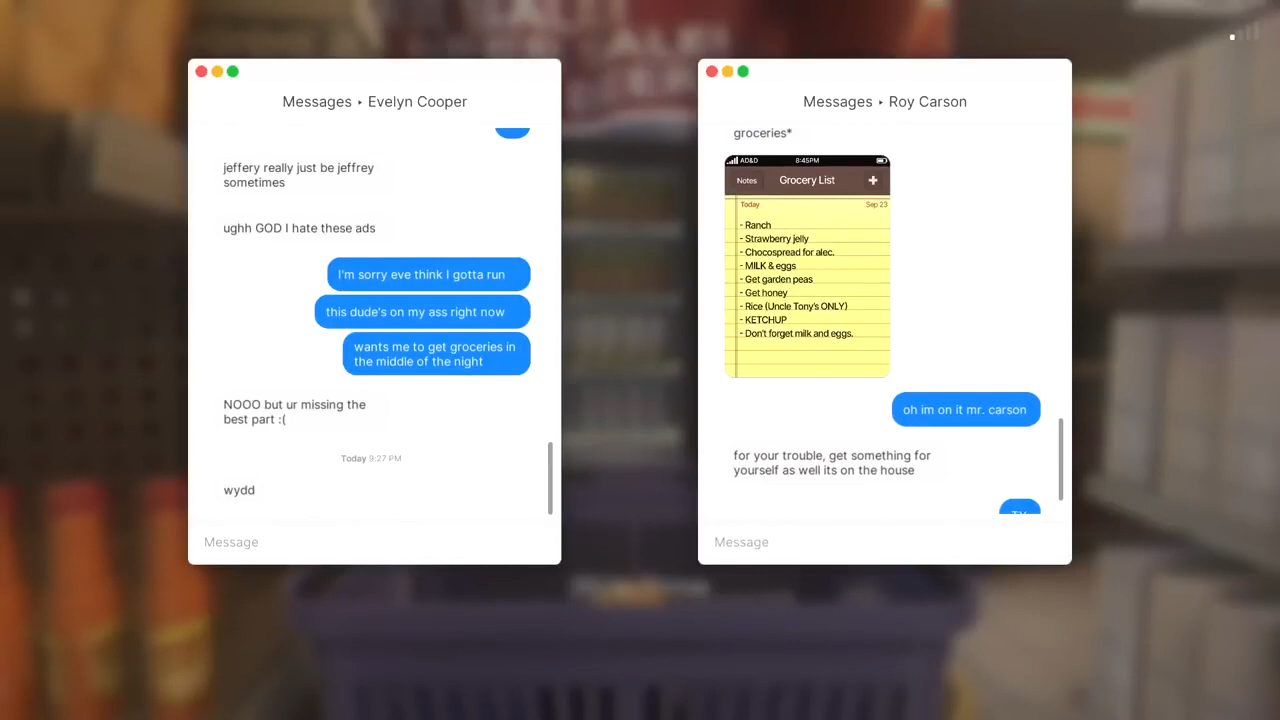 Messages ▸ Evelyn Cooper
jeffery really just be jeffrey
sometimes
ughh GOD I hate these ads
I'm sorry eve think I gotta run
this dude's on my ass right now
wants me to get groceries in
the middle of the night
NOOO but ur missing the
best part :(
Today 9:27 PM
wydd
Message
Messages ▸ Roy Carson
groceries*
AD&D 8:45PM
Notes Grocery List +
Today Sep 23
- Ranch
- Strawberry jelly
- Chocospread for alec.
- MILK & eggs
- Get garden peas
- Get honey
- Rice (Uncle Tony's ONLY)
- KETCHUP
- Don't forget milk and eggs.
oh im on it mr. carson
for your trouble, get something for
yourself as well its on the house
Message